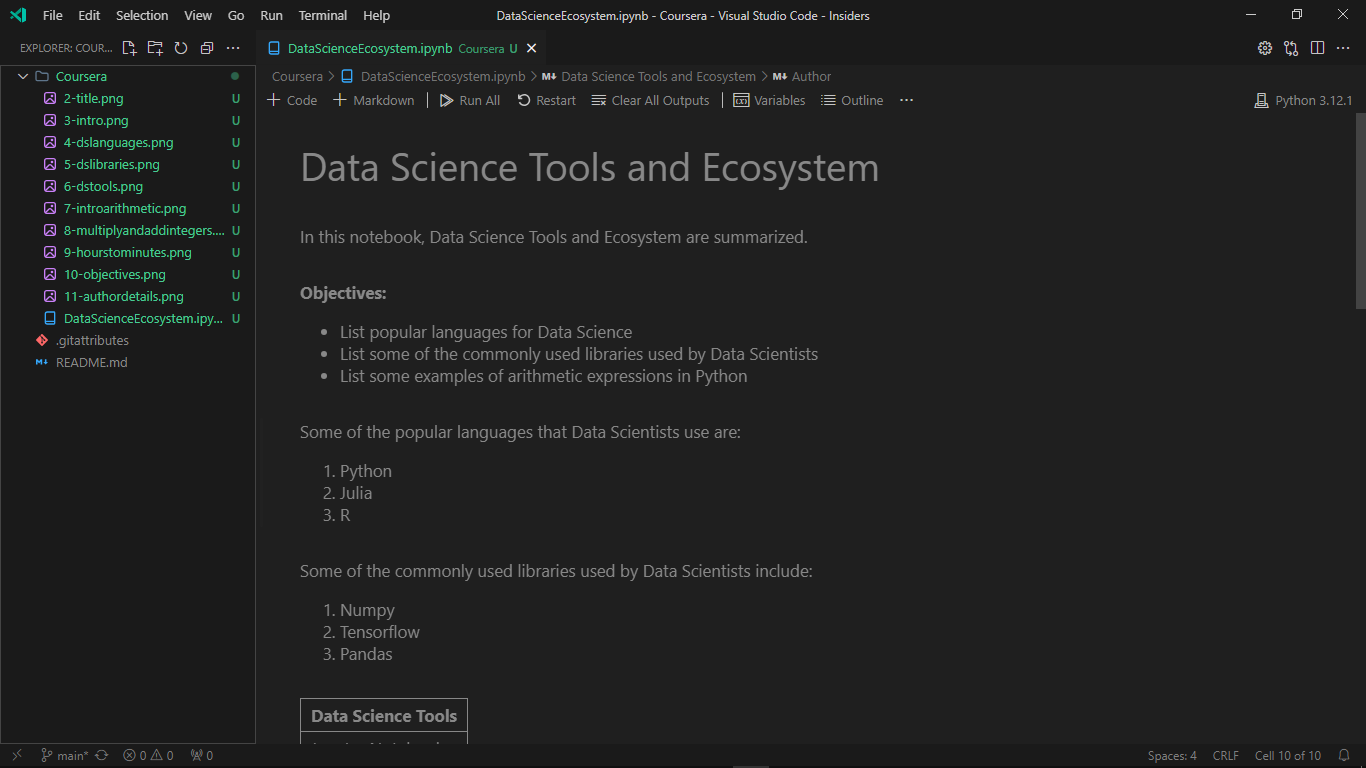 File Edit Selection View Go Run Terminal Help DataScienceEcosystem.ipynb - Coursera - Visual Studio Code - Insiders
EXPLORER: COUR...
DataScienceEcosystem.ipynb Coursera U
Coursera
2-title.png U
3-intro.png U
4-dslanguages.png U
5-dslibraries.png U
6-dstools.png U
7-introarithmetic.png U
8-multiplyandaddintegers.... U
9-hourstominutes.png U
10-objectives.png U
11-authordetails.png U
DataScienceEcosystem.ipy... U
.gitattributes
README.md
Coursera > DataScienceEcosystem.ipynb > Data Science Tools and Ecosystem > Author
Code Markdown Run All Restart Clear All Outputs Variables Outline ... Python 3.12.1
Data Science Tools and Ecosystem
In this notebook, Data Science Tools and Ecosystem are summarized.
Objectives:
• List popular languages for Data Science
• List some of the commonly used libraries used by Data Scientists
• List some examples of arithmetic expressions in Python
Some of the popular languages that Data Scientists use are:
1. Python
2. Julia
3. R
Some of the commonly used libraries used by Data Scientists include:
1. Numpy
2. Tensorflow
3. Pandas
Data Science Tools
main* 0 0 0 Spaces: 4 CRLF Cell 10 of 10